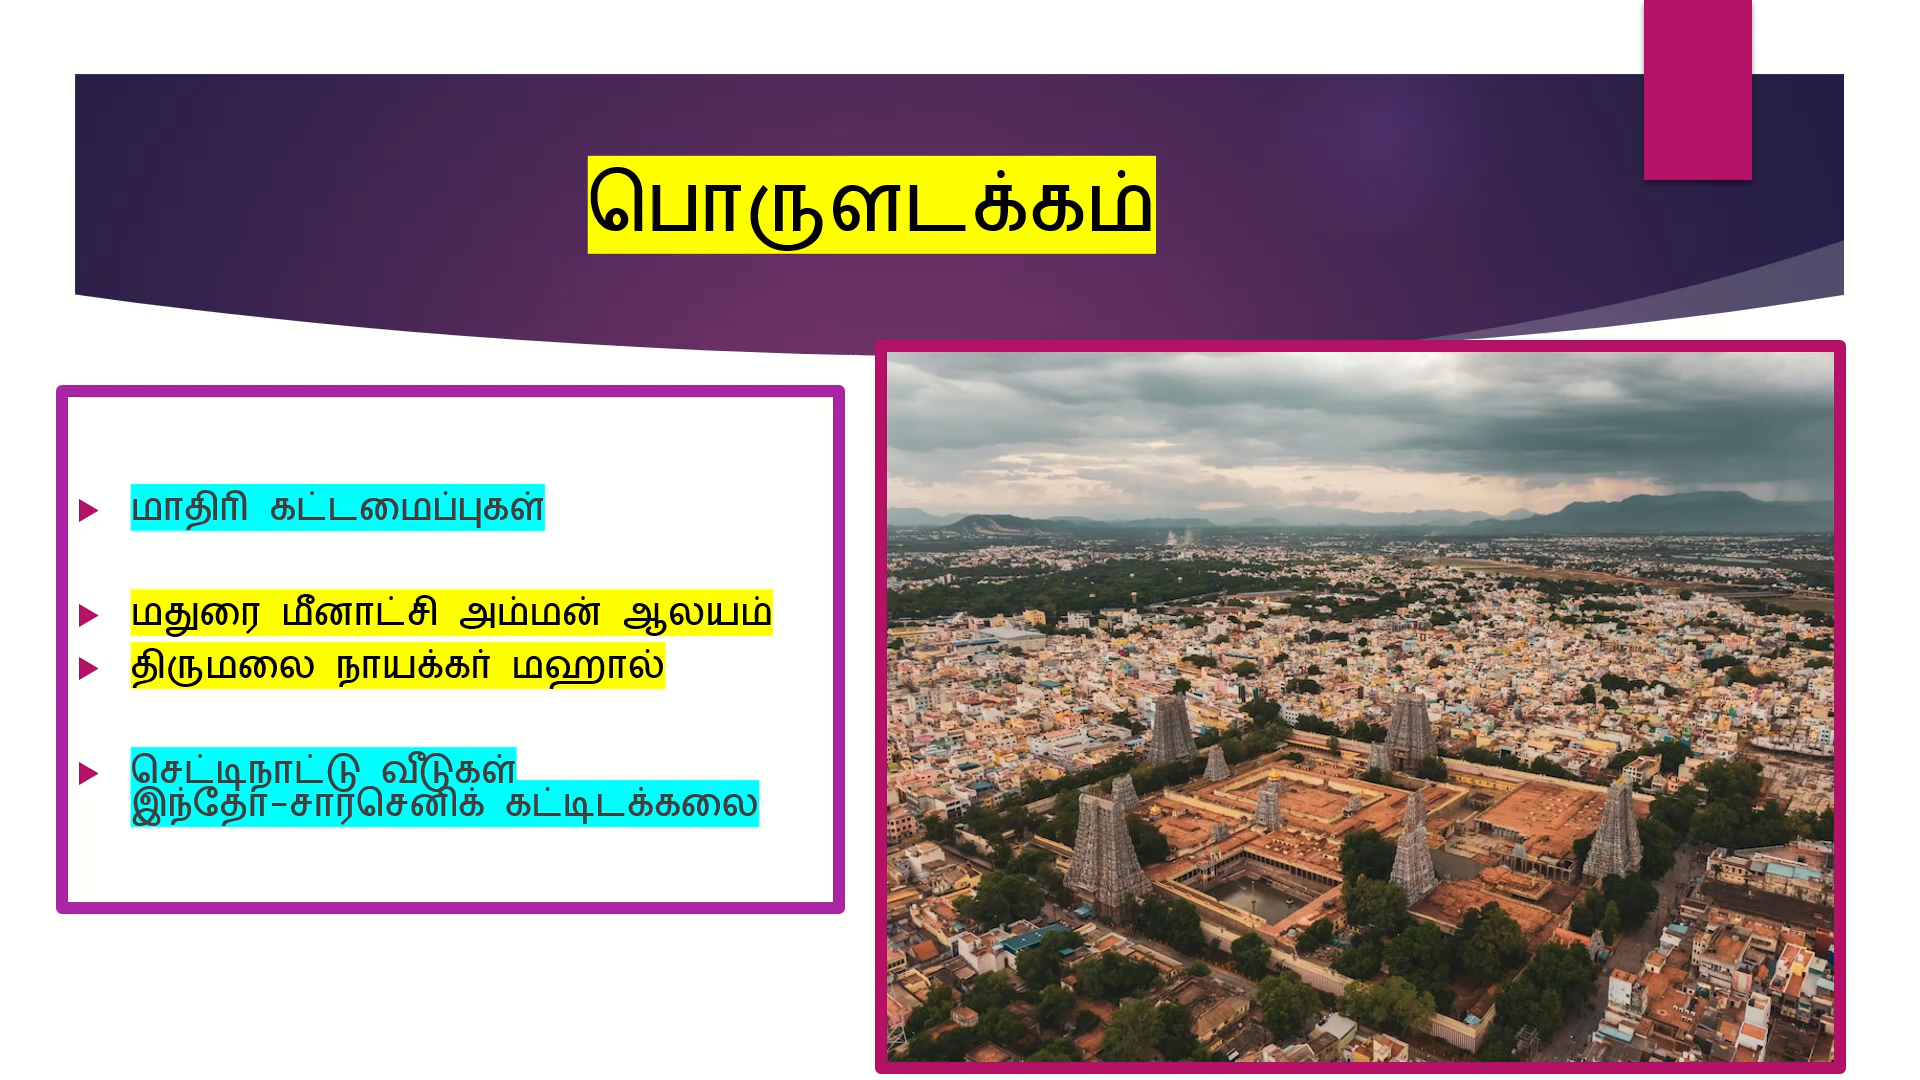 பொருளடக்கம்
மாதிரி கட்டமைப்புகள்
மதுரை மீனாட்சி அம்மன் ஆலயம்
திருமலை நாயக்கர் மஹால்
செட்டிநாட்டு வீடுகள்
இந்தோ-சாரசெனிக் கட்டிடக்கலை